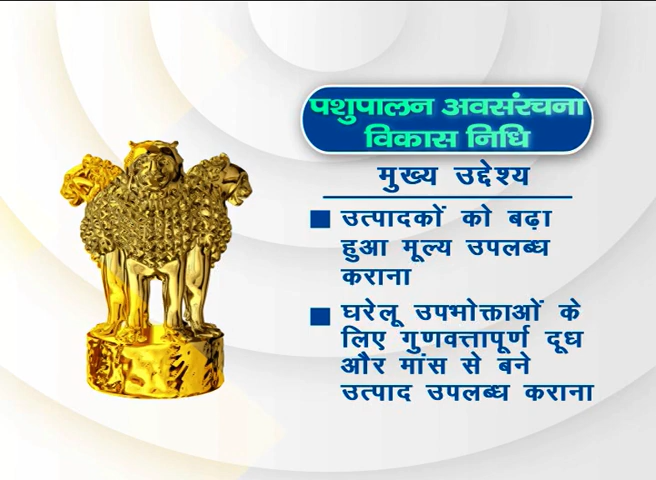 पशुपालन अवसंरचना
विकास निधि
मुख्य उद्देश्य
उत्पादकों को बढ़ा
हुआ मूल्य उपलब्ध
कराना
घरेलू उपभोक्ताओं के
लिए गुणवत्तापूर्ण दूध
और मांस से बने
उत्पाद उपलब्ध कराना